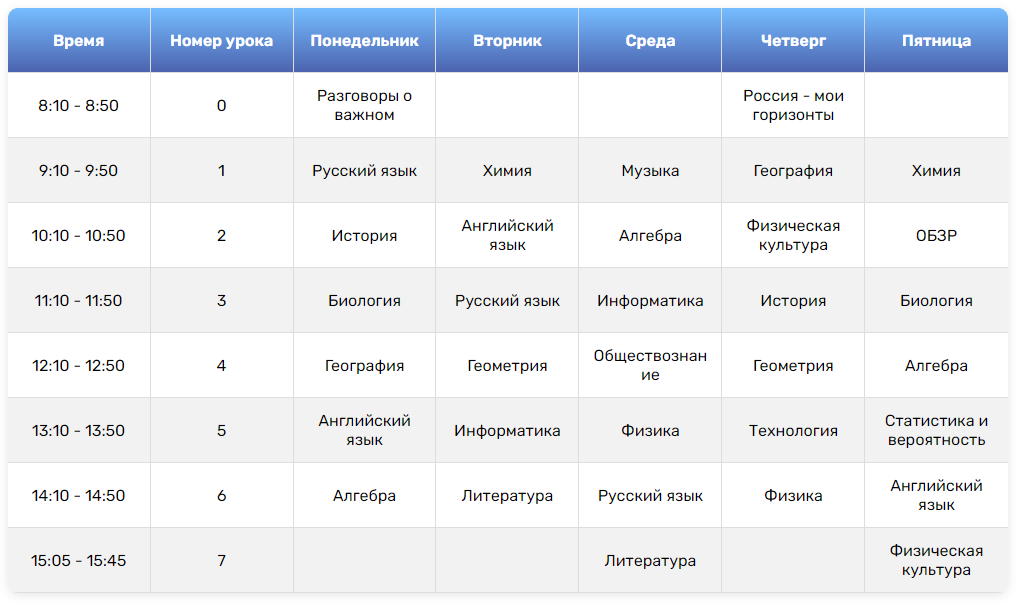 Время Номер урока Понедельник Вторник Среда Четверг Пятница
8:10 - 8:50 0 Разговоры о важном Россия - мои горизонты
9:10 - 9:50 1 Русский язык Химия Музыка География Химия
10:10 - 10:50 2 История Английский язык Алгебра Физическая культура ОБЗР
11:10 - 11:50 3 Биология Русский язык Информатика История Биология
12:10 - 12:50 4 География Геометрия Обществознан ие Геометрия Алгебра
13:10 - 13:50 5 Английский язык Информатика Физика Технология Статистика и вероятность
14:10 - 14:50 6 Алгебра Литература Русский язык Физика Английский язык
15:05 - 15:45 7 Литература Физическая культура